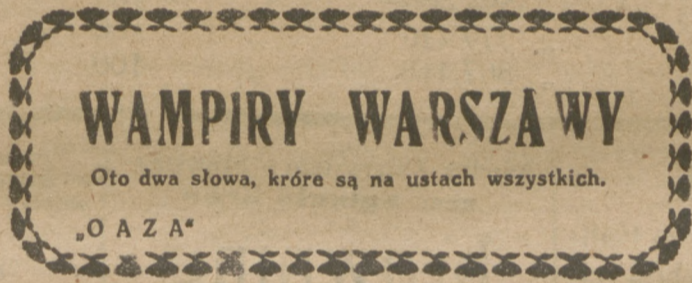 WAMPIRY WARSZAWY
Oto dwa słowa, króre są na ustach wszystkich.
„O A Z A“